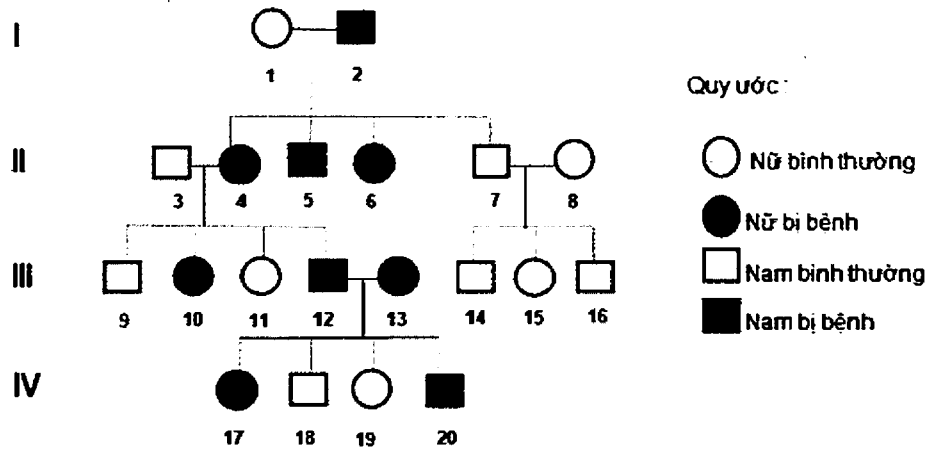 I
1 2
Quy ước:
II
3 4 5 6 7 8
Nữ bình thường
Nữ bị bệnh
III
9 10 11 12 13 14 15 16
Nam bình thường
Nam bị bệnh
IV
17 18 19 20